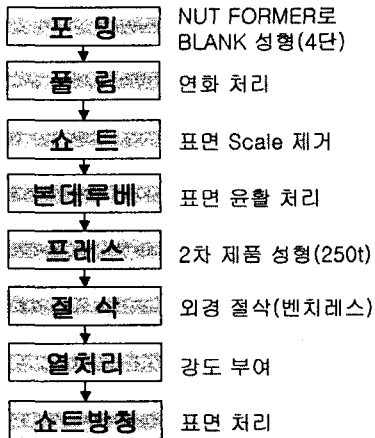 포 밍
NUT FORMER로
BLANK 성형(4단)
풀 림
연화 처리
쇼 트
표면 Scale 제거
본데루베
표면 윤활 처리
프레스
2차 제품 성형(250t)
절 삭
외경 절삭(벤치레스)
열처리
강도 부여
쇼트방청
표면 처리